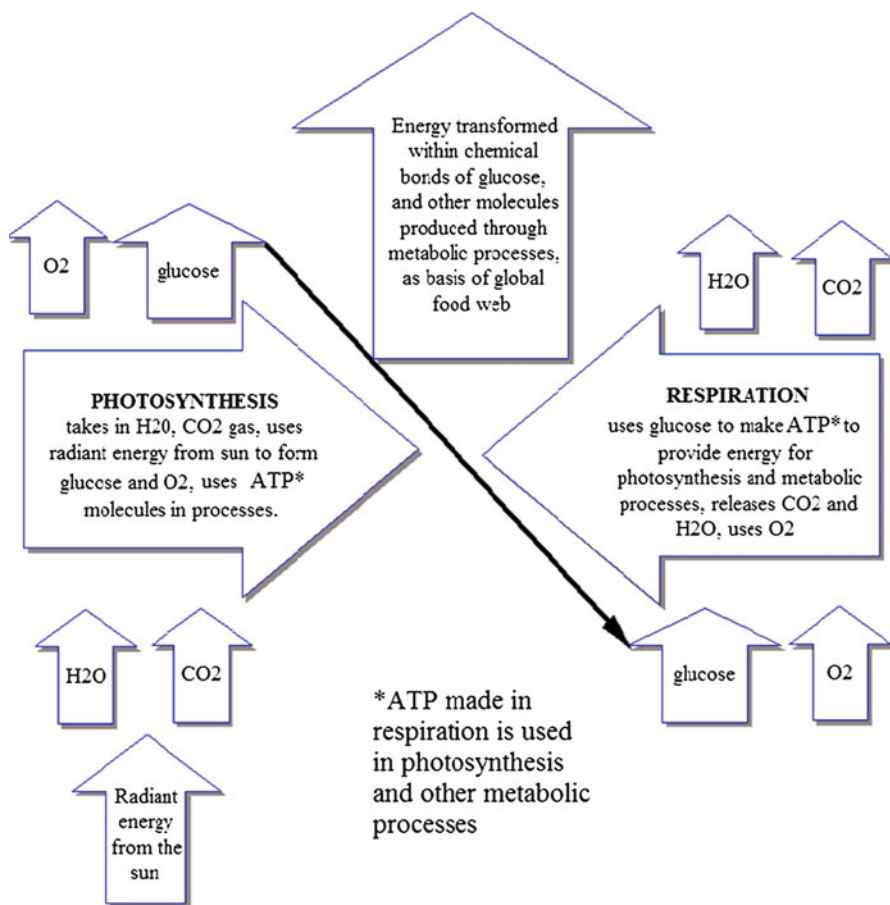 Energy transformed
within chemical
bonds of glucose,
and other molecules
produced through
metabolic processes,
as basis of global
food web
O2
glucose
H2O
CO2
PHOTOSYNTHESIS
takes in H20, CO2 gas, uses
radiant energy from sun to form
glucose and O2, uses ATP*
molecules in processes.
RESPIRATION
uses glucose to make ATP* to
provide energy for
photosynthesis and metabolic
processes, releases CO2 and
H2O, uses O2
H2O
CO2
glucose
O2
*ATP made in
respiration is used
in photosynthesis
and other metabolic
processes
Radiant
energy
from the
sun